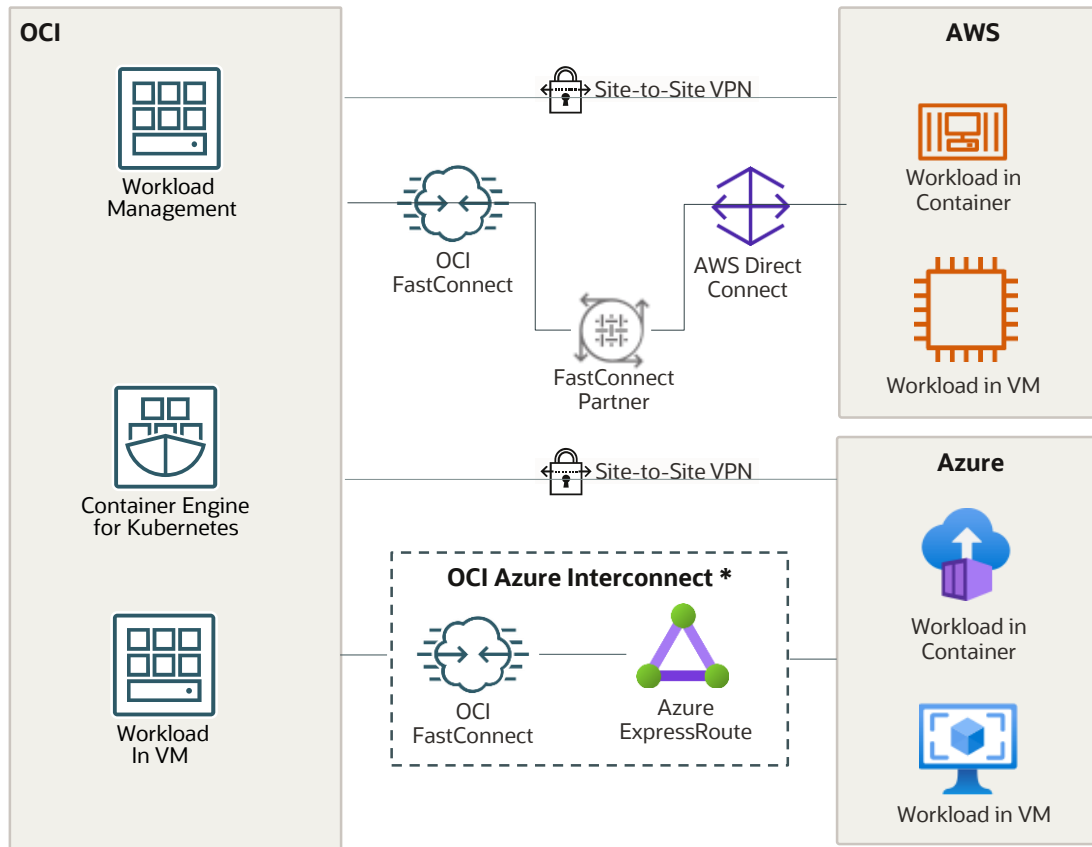 OCI
AWS
Site-to-Site VPN
Workload
Management
OCI
FastConnect
AWS Direct
Connect
FastConnect
Partner
Workload in
Container
Workload in VM
Container Engine
for Kubernetes
Site-to-Site VPN
Azure
OCI Azure Interconnect *
OCI
FastConnect
Azure
ExpressRoute
Workload
In VM
Workload in
Container
Workload in VM